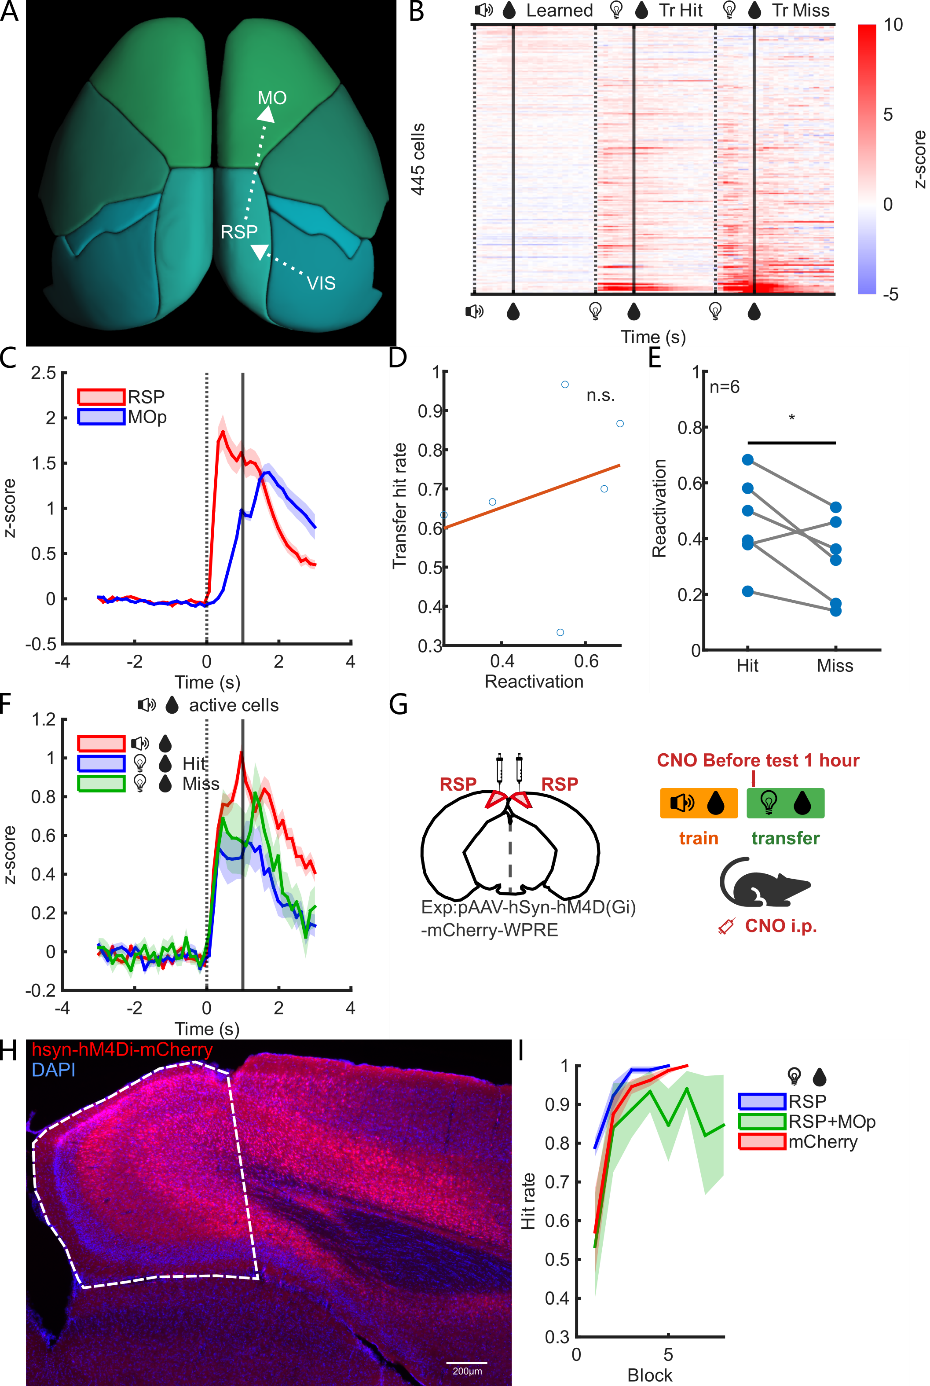 A
MO
RSP
VIS
B
Learned
Tr Hit
Tr Miss
445 cells
Time (s)
10
5
0
-5
z-score
C
2.5
2
1.5
1
0.5
0
-0.5
-4
-2
0
2
4
z-score
Time (s)
RSP
MOp
D
1
0.9
0.8
0.7
0.6
0.5
0.4
0.3
0.4
0.6
Transfer hit rate
Reactivation
n.s.
E
1
0.8
0.6
0.4
0.2
0
n=6
*
Reactivation
Hit
Miss
F
active cells
1.2
1
0.8
0.6
0.4
0.2
0
-0.2
-4
-2
0
2
4
z-score
Time (s)
Hit
Miss
G
RSP
RSP
Exp:pAAV-hSyn-hM4D(Gi)
-mCherry-WPRE
CNO Before test 1 hour
train
transfer
CNO i.p.
H
hsyn-hM4Di-mCherry
DAPI
200μm
I
1
0.9
0.8
0.7
0.6
0.5
0.4
0.3
0
5
Hit rate
Block
RSP
RSP+MOp
mCherry